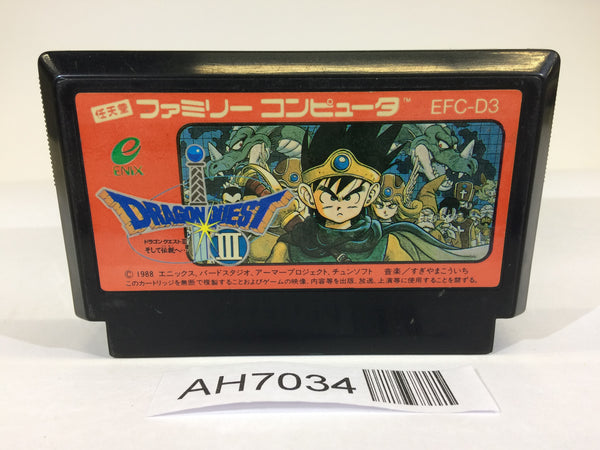 任天堂 ファミリー コンピュータ™ EFC-D3
ENIX
DRAGON QUEST
III
ドラゴンクエストⅢ
そして伝説へ…
© 1988 エニックス, バードスタジオ, アーマープロジェクト, チュンソフト 音楽/すぎやまこういち
このカートリッジを無断で複製することおよびゲームの映像、内容等を出版、放送、上演等に使用することを禁ずる。
AH7034